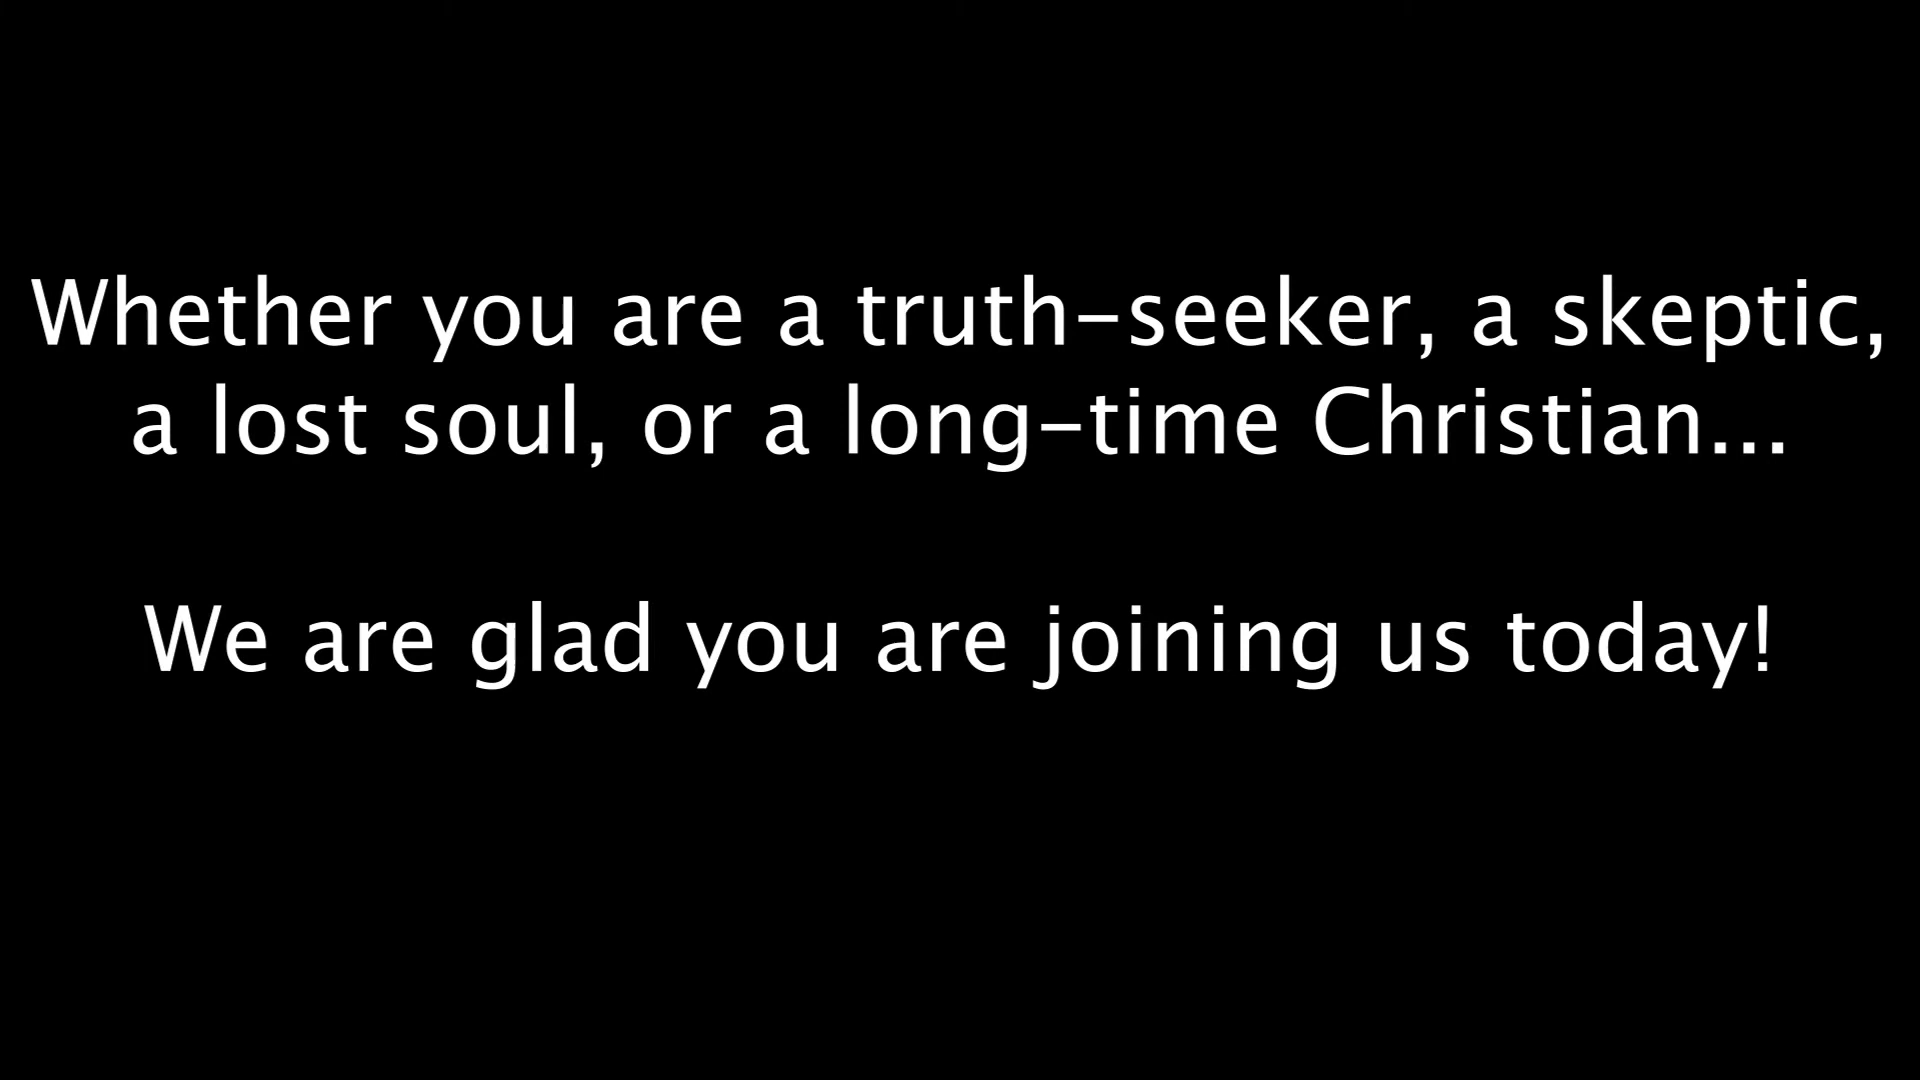 Whether you are a truth-seeker, a skeptic,
a lost soul, or a long-time Christian...
We are glad you are joining us today!